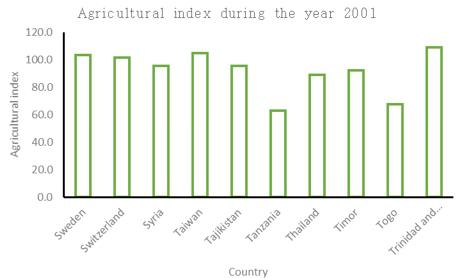 Agricultural index during the year 2001
120.0
100.0
80.0
60.0
40.0
20.0
0.0
Agricultural index
Sweden
Switzerland
Syria
Taiwan
Tajikistan
Tanzania
Thailand
Timor
Togo
Trinidad and...
Country